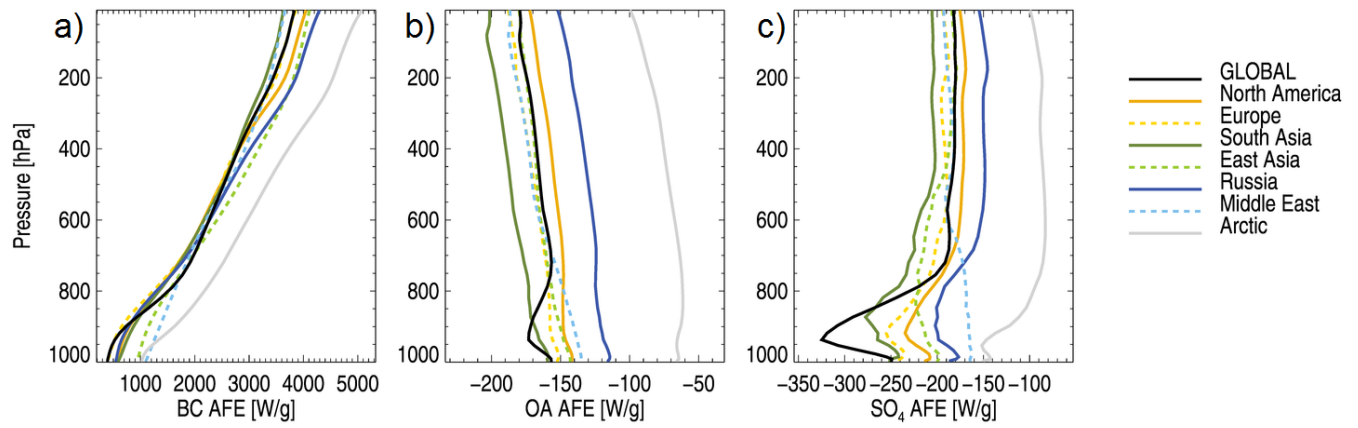 a)
b)
c)
Pressure [hPa]
200
400
600
800
1000
1000 2000 3000 4000 5000
BC AFE [W/g]
200
400
600
800
1000
−200 −150 −100 −50
OA AFE [W/g]
200
400
600
800
1000
−350 −300 −250 −200 −150 −100
SO₄ AFE [W/g]
GLOBAL
North America
Europe
South Asia
East Asia
Russia
Middle East
Arctic